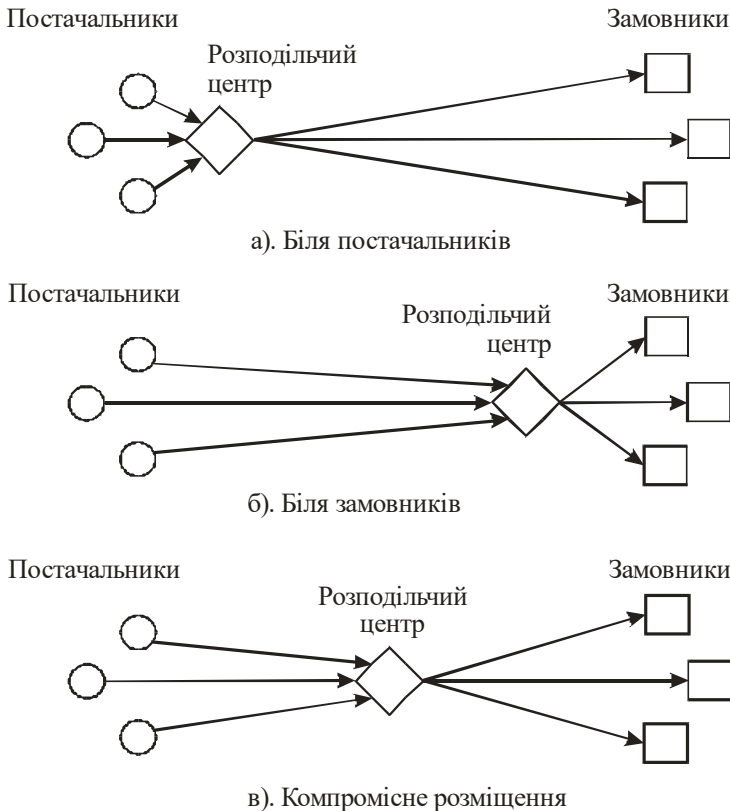 Постачальники
Замовники
Розподільчий
центр
а). Біля постачальників
Постачальники
Замовники
Розподільчий
центр
б). Біля замовників
Постачальники
Замовники
Розподільчий
центр
в). Компромісне розміщення